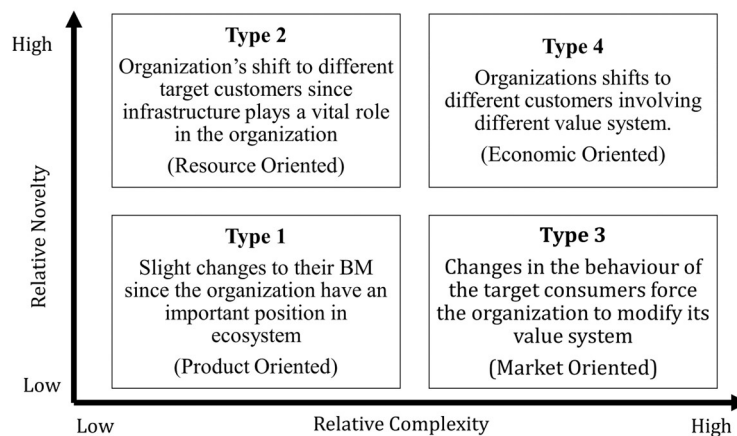 High
Type 2
Organization's shift to different
target customers since
infrastructure plays a vital role
in the organization
(Resource Oriented)
Type 4
Organizations shifts to
different customers involving
different value system.
(Economic Oriented)
Relative Novelty
Type 1
Slight changes to their BM
since the organization have an
important position in
ecosystem
(Product Oriented)
Type 3
Changes in the behaviour of
the target consumers force
the organization to modify its
value system
(Market Oriented)
Low
Low
Relative Complexity
High